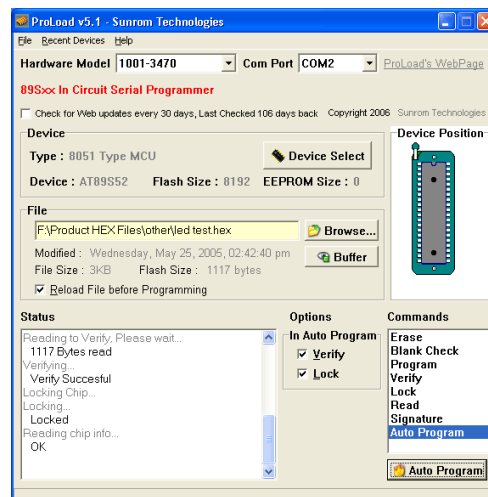 ProLoad v5.1 - Sunrom Technologies
File Recent Devices Help
Hardware Model 1001-3470 Com Port COM2 ProLoad's WebPage
89Sxx In Circuit Serial Programmer
Check for Web updates every 30 days, Last Checked 106 days back Copyright 2006 Sunrom Technologies
Device
Device Position
Type : 8051 Type MCU
Device Select
Device : AT89S52 Flash Size : 8192 EEPROM Size : 0
File
F:\Product HEX Files\other\led test.hex
Browse...
Modified : Wednesday, May 25, 2005, 02:42:40 pm
Buffer
File Size : 3KB Flash Size : 1117 bytes
Reload File before Programming
Status
Reading to Verify, Please wait...
1117 Bytes read
Verifying...
Verify Succesful
Locking Chip...
Locking...
Locked
Reading chip info...
OK
Options
In Auto Program
Verify
Lock
Commands
Erase
Blank Check
Program
Verify
Lock
Read
Signature
Auto Program
Auto Program